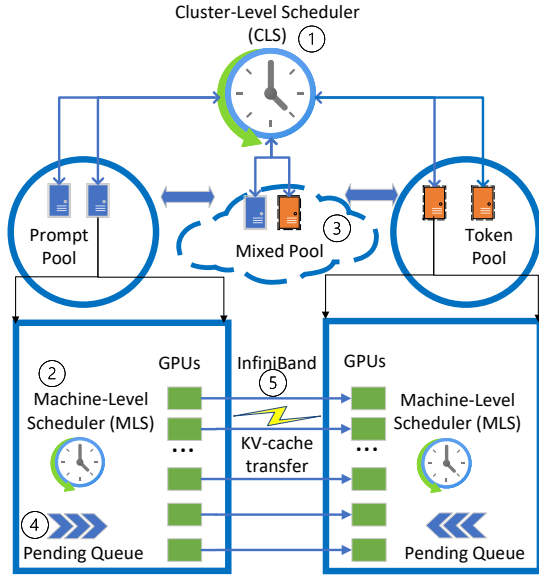 Cluster-Level Scheduler
(CLS)
1
Prompt
Pool
Mixed Pool
3
Token
Pool
GPUs
InfiniBand
GPUs
2
5
Machine-Level
Scheduler (MLS)
Machine-Level
Scheduler (MLS)
...
KV-cache
transfer
...
4
Pending Queue
Pending Queue